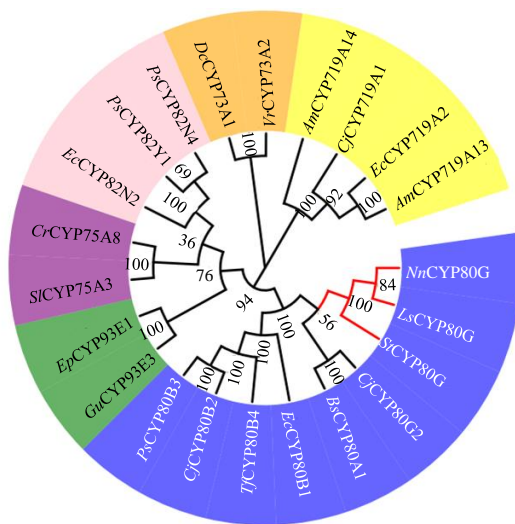 DcCYP73A1
VrCYP73A2
AmCYP719A14
CjCYP719A1
EcCYP719A2
AmCYP719A13
NnCYP80G
LsCYP80G
StCYP80G
CjCYP80G2
BsCYP80A1
EcCYP80B1
TfCYP80B4
CjCYP80B2
PsCYP80B3
GuCYP93E3
EpCYP93E1
SlCYP75A3
CrCYP75A8
EcCYP82N2
PsCYP82Y1
PsCYP82N4
100
100
92
100
84
100
56
100
100
100
100
100
94
76
100
100
36
100
69